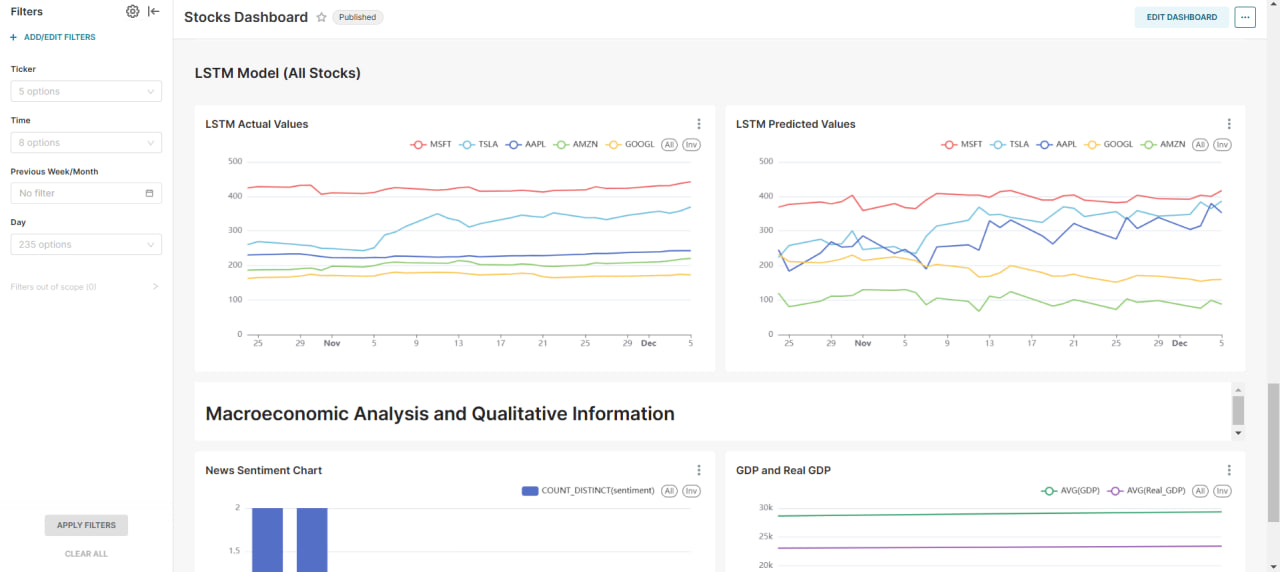 Filters
ADD/EDIT FILTERS
Ticker
5 options
Time
8 options
Previous Week/Month
No filter
Day
235 options
Filters out of scope (0)
APPLY FILTERS
CLEAR ALL
Stocks Dashboard Published EDIT DASHBOARD
LSTM Model (All Stocks)
LSTM Actual Values
MSFT TSLA AAPL AMZN GOOGL All Inv
500
400
300
200
100
0
25 29 Nov 5 9 13 17 21 25 29 Dec 5
LSTM Predicted Values
MSFT TSLA AAPL GOOGL AMZN All Inv
500
400
300
200
100
0
25 29 Nov 5 9 13 17 21 25 29 Dec 5
Macroeconomic Analysis and Qualitative Information
News Sentiment Chart
COUNT_DISTINCT(sentiment) All Inv
2
1.5
GDP and Real GDP
AVG(GDP) AVG(Real_GDP) All Inv
30k
25k
20k